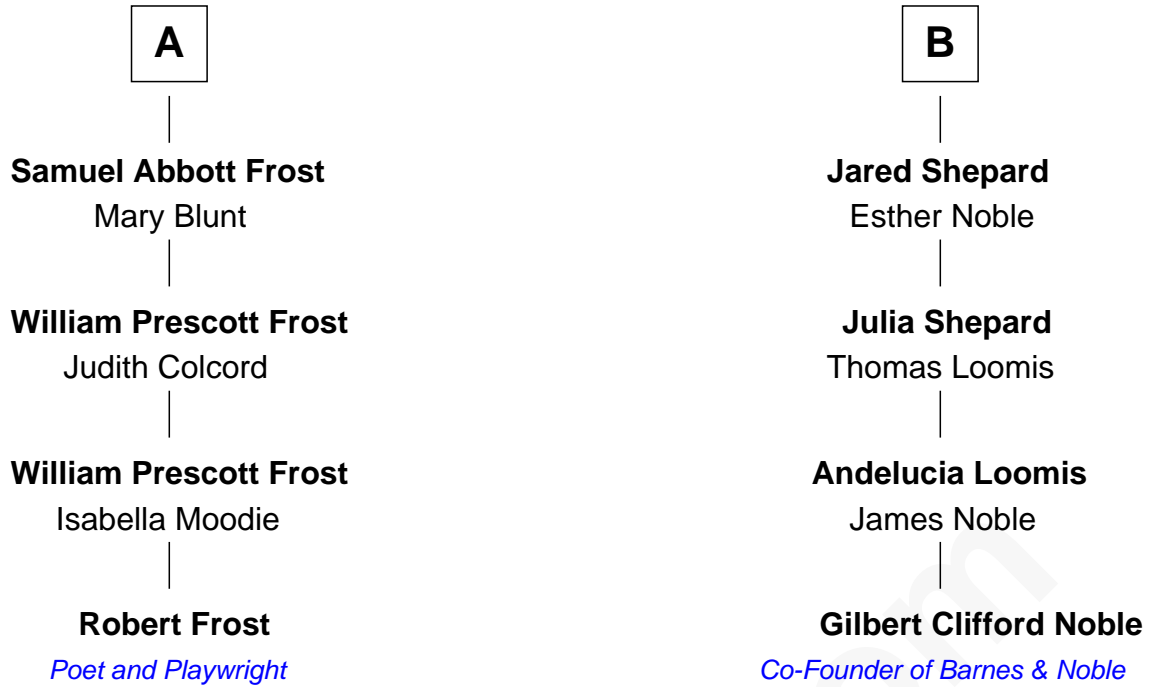 A
Samuel Abbott Frost
Mary Blunt
William Prescott Frost
Judith Colcord
William Prescott Frost
Isabella Moodie
Robert Frost
Poet and Playwright
B
Jared Shepard
Esther Noble
Julia Shepard
Thomas Loomis
Andelucia Loomis
James Noble
Gilbert Clifford Noble
Co-Founder of Barnes & Noble